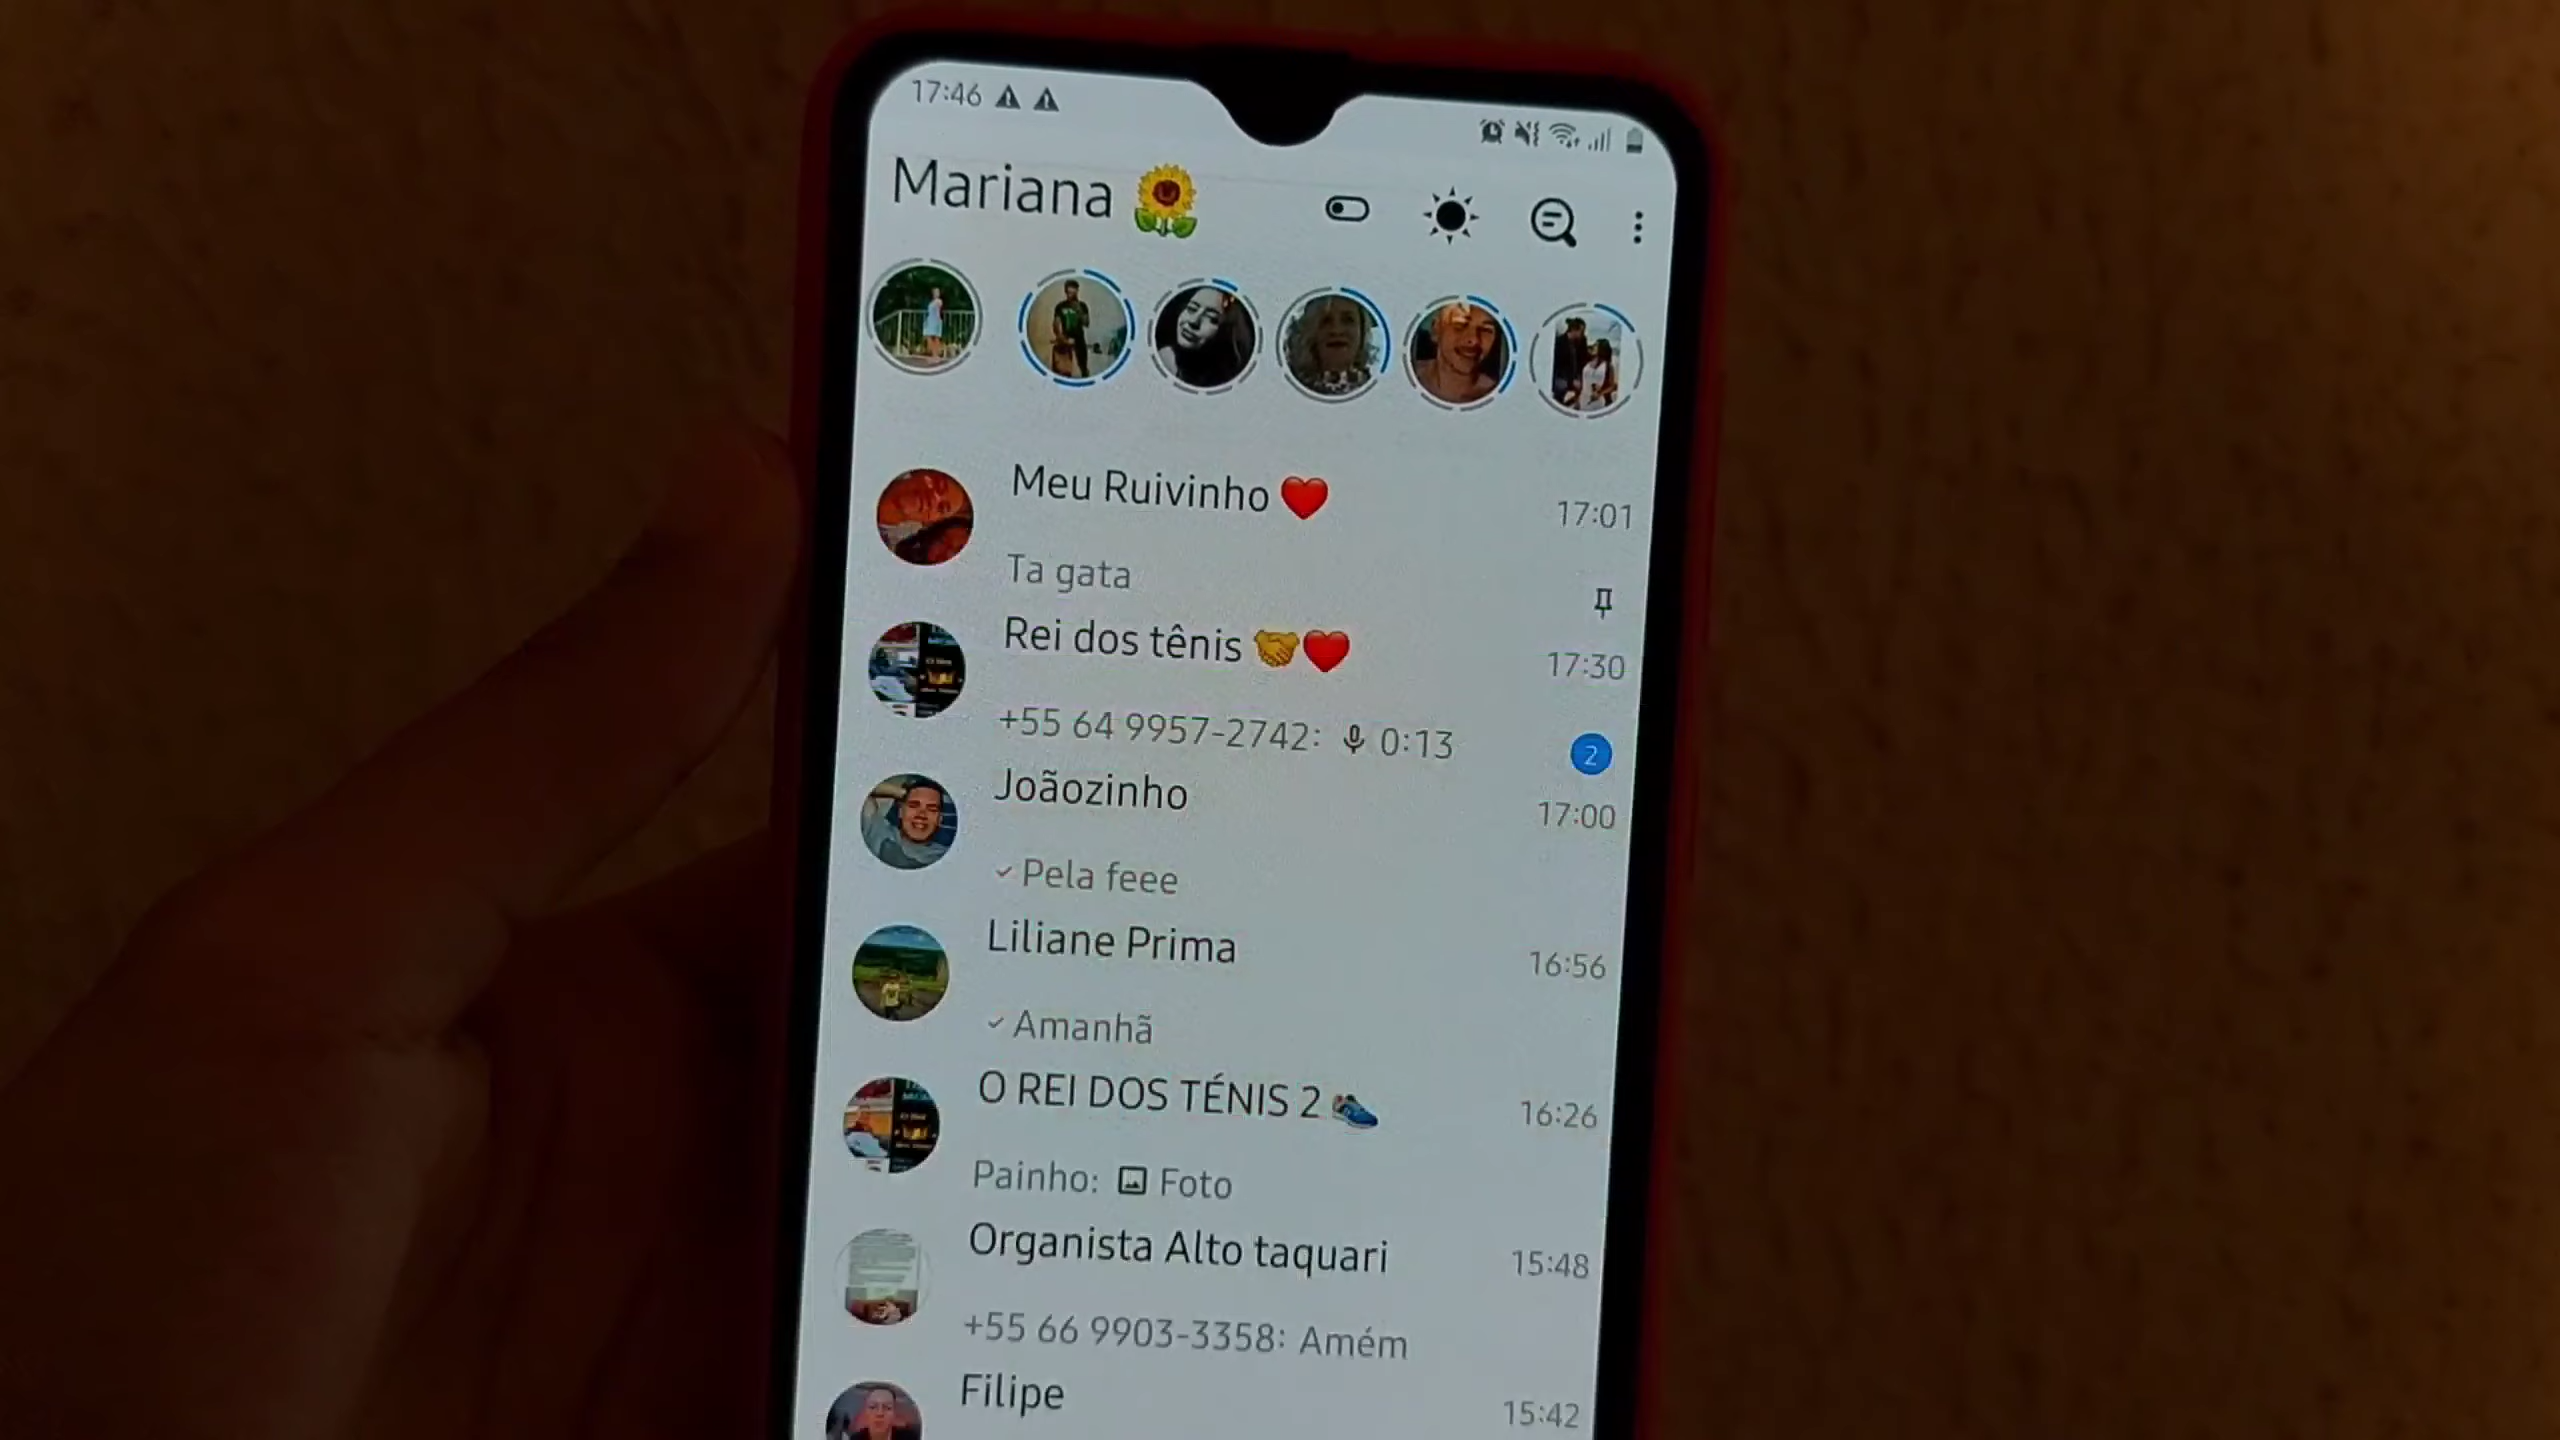 17:46
Mariana 🌻
Meu Ruivinho ❤️
17:01
Ta gata
Rei dos tênis 🤝❤️
17:30
+55 64 9957-2742: 0:13
2
Joãozinho
17:00
Pela feee
Liliane Prima
16:56
Amanhã
O REI DOS TÉNIS 2 👟
16:26
Painho: Foto
Organista Alto taquari
15:48
+55 66 9903-3358: Amém
Filipe
15:42